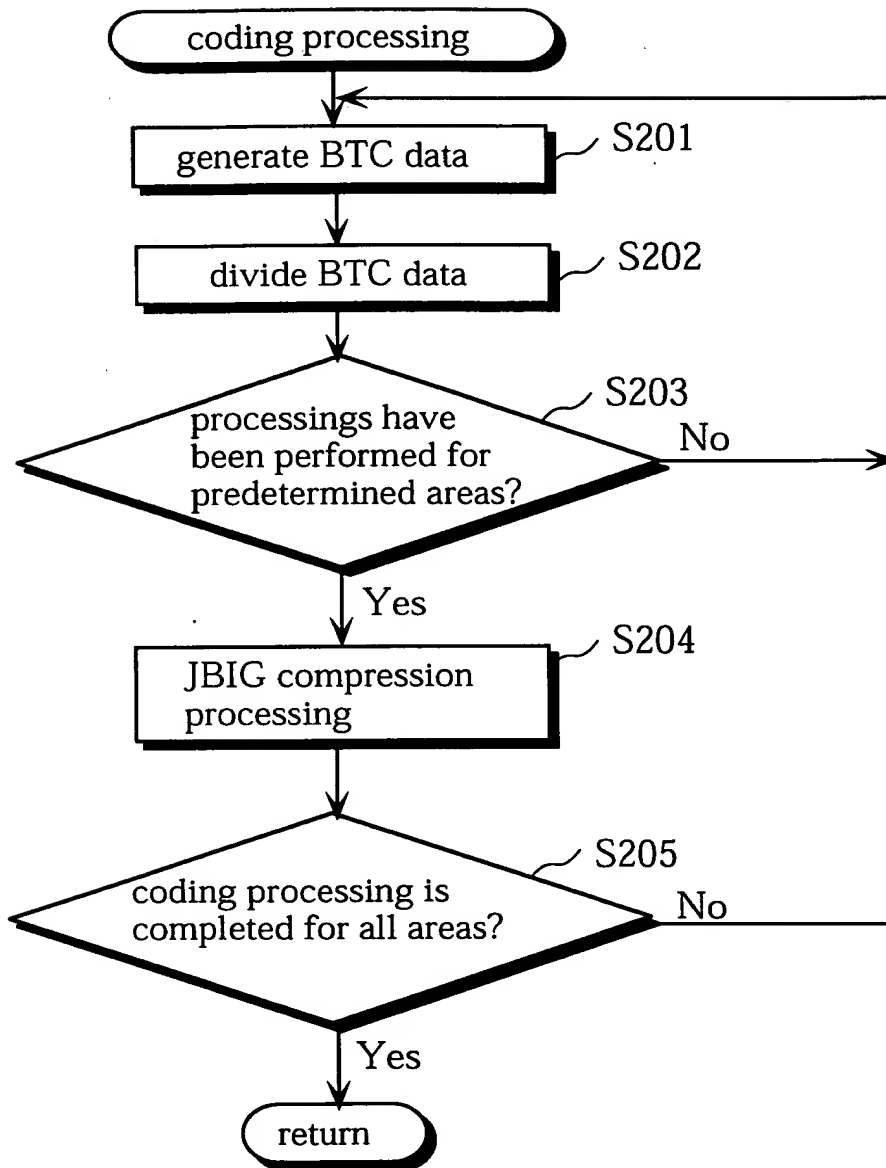 coding processing
generate BTC data
S201
divide BTC data
S202
S203
processings have
been performed for
predetermined areas?
No
Yes
S204
JBIG compression
processing
S205
coding processing is
completed for all areas?
No
Yes
return